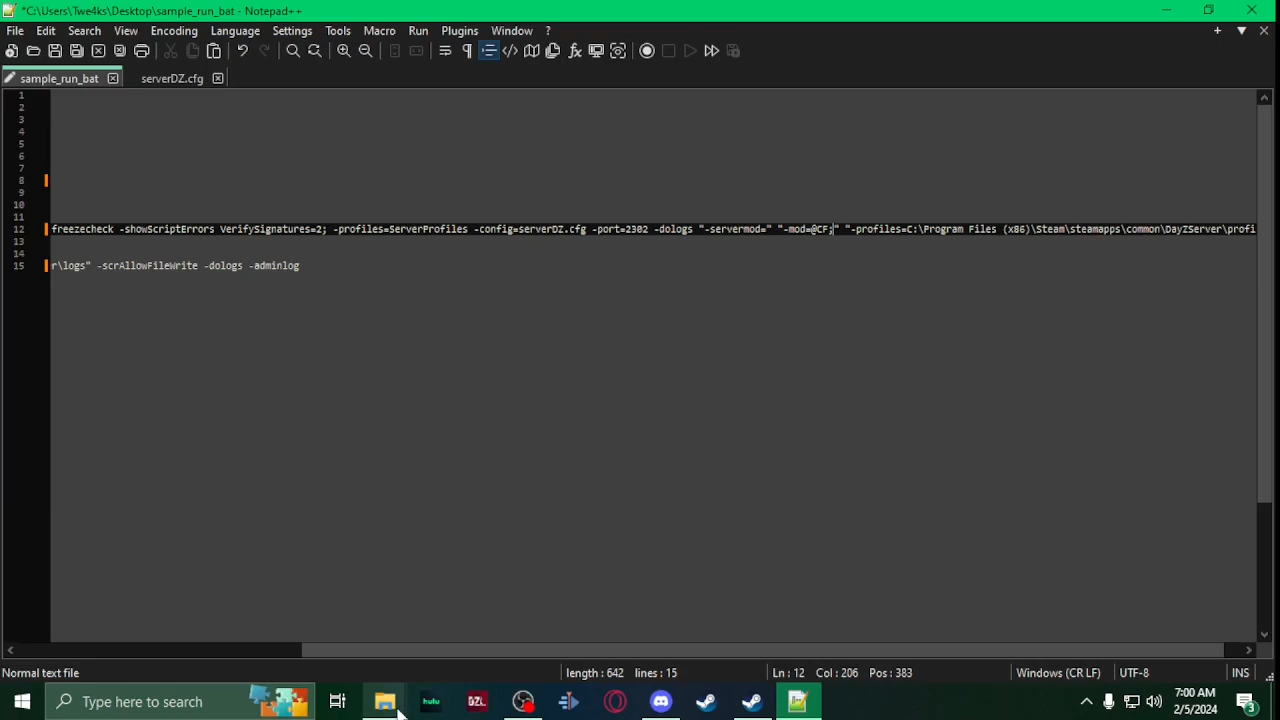 *C:\Users\Twe4ks\Desktop\sample_run_bat - Notepad++
File Edit Search View Encoding Language Settings Tools Macro Run Plugins Window ?
sample_run_bat serverDZ.cfg
1
2
3
4
5
6
7
8
9
10
11
12 freezecheck -showScriptErrors VerifySignatures=2; -profiles=ServerProfiles -config=serverDZ.cfg -port=2302 -dologs "-servermod=" "-mod=@CF;" "-profiles=C:\Program Files (x86)\Steam\steamapps\common\DayZServer\profi
13
14
15 r\logs" -scrAllowFileWrite -dologs -adminlog
Normal text file length : 642 lines : 15 Ln : 12 Col : 206 Pos : 383 Windows (CR LF) UTF-8 INS
Type here to search hulu DZL 7:00 AM
2/5/2024 3